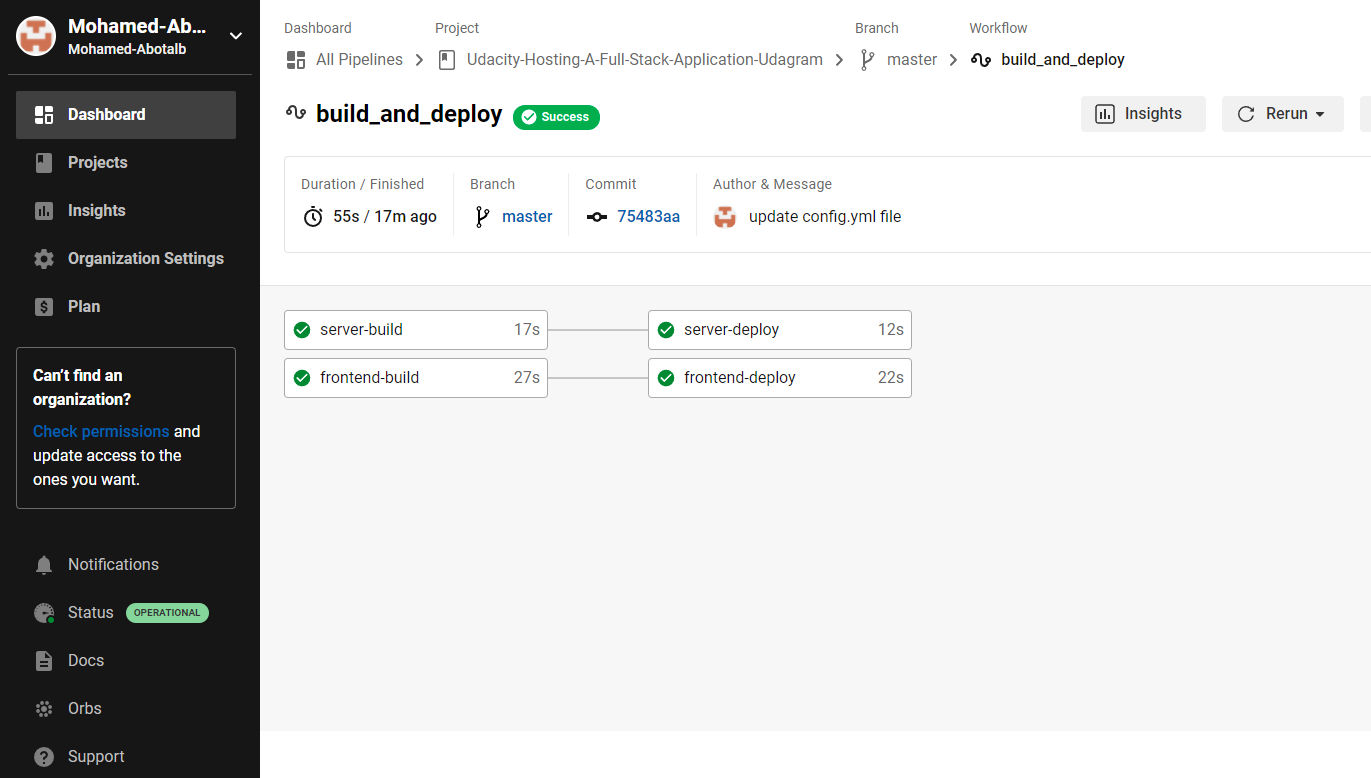 Mohamed-Ab...
Mohamed-Abotalb
Dashboard
Projects
Insights
Organization Settings
Plan
Can't find an
organization?
Check permissions and
update access to the
ones you want.
Notifications
Status OPERATIONAL
Docs
Orbs
Support
Dashboard Project Branch Workflow
All Pipelines Udacity-Hosting-A-Full-Stack-Application-Udagram master build_and_deploy
build_and_deploy Success Insights Rerun
Duration / Finished Branch Commit Author & Message
55s / 17m ago master 75483aa update config.yml file
server-build 17s server-deploy 12s
frontend-build 27s frontend-deploy 22s